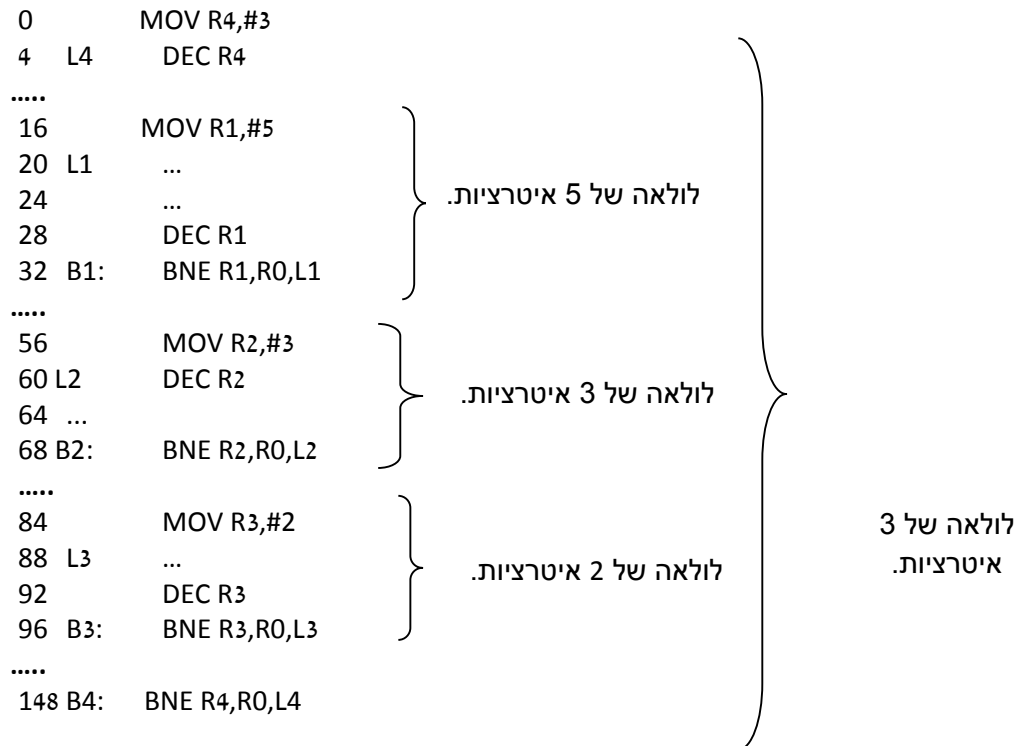 0 MOV R4,#3
4 L4 DEC R4
.....
16 MOV R1,#5
20 L1 ...
24 ...
28 DEC R1
32 B1: BNE R1,R0,L1
לולאה של 5 איטרציות.
.....
56 MOV R2,#3
60 L2 DEC R2
64 ...
68 B2: BNE R2,R0,L2
לולאה של 3 איטרציות.
.....
84 MOV R3,#2
88 L3 ...
92 DEC R3
96 B3: BNE R3,R0,L3
לולאה של 2 איטרציות.
.....
148 B4: BNE R4,R0,L4
לולאה של 3
איטרציות.